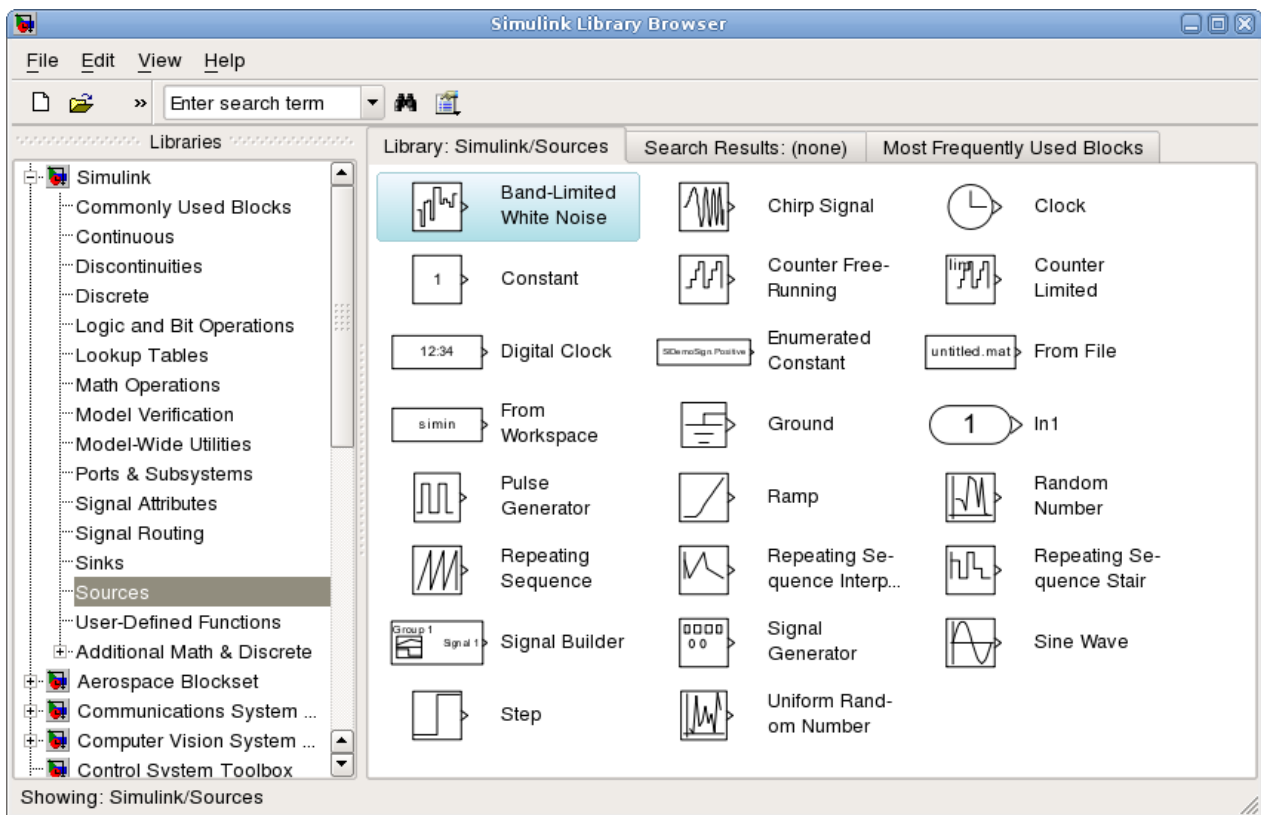 Simulink Library Browser
File Edit View Help
» Enter search term
Libraries
Library: Simulink/Sources Search Results: (none) Most Frequently Used Blocks
Simulink
Commonly Used Blocks
Continuous
Discontinuities
Discrete
Logic and Bit Operations
Lookup Tables
Math Operations
Model Verification
Model-Wide Utilities
Ports & Subsystems
Signal Attributes
Signal Routing
Sinks
Sources
User-Defined Functions
Additional Math & Discrete
Aerospace Blockset
Communications System ...
Computer Vision System ...
Control System Toolbox
Band-Limited
White Noise
Chirp Signal
Clock
1
Constant
Counter Free-
Running
lim
Counter
Limited
12:34
Digital Clock
SlDemoSign.Positive
Enumerated
Constant
untitled.mat
From File
simin
From
Workspace
Ground
1
In1
Pulse
Generator
Ramp
Random
Number
Repeating
Sequence
Repeating Se-
quence Interp...
Repeating Se-
quence Stair
Group 1
Signal 1
Signal Builder
Signal
Generator
Sine Wave
Step
Uniform Rand-
om Number
Showing: Simulink/Sources